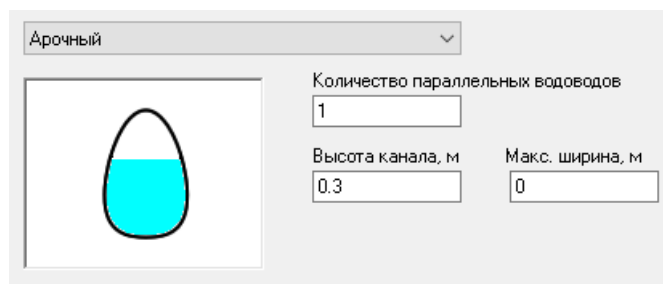 Арочный
Количество параллельных водоводов
1
Высота канала, м
Макс. ширина, м
0.3
0